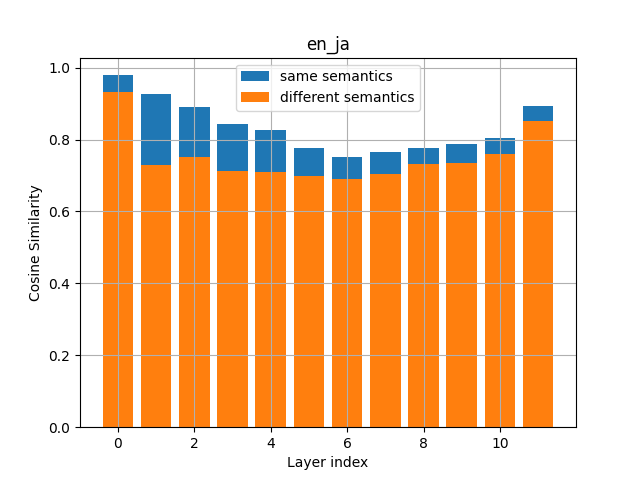 en_ja
same semantics
different semantics
1.0
0.8
0.6
0.4
0.2
0.0
Cosine Similarity
0 2 4 6 8 10
Layer index